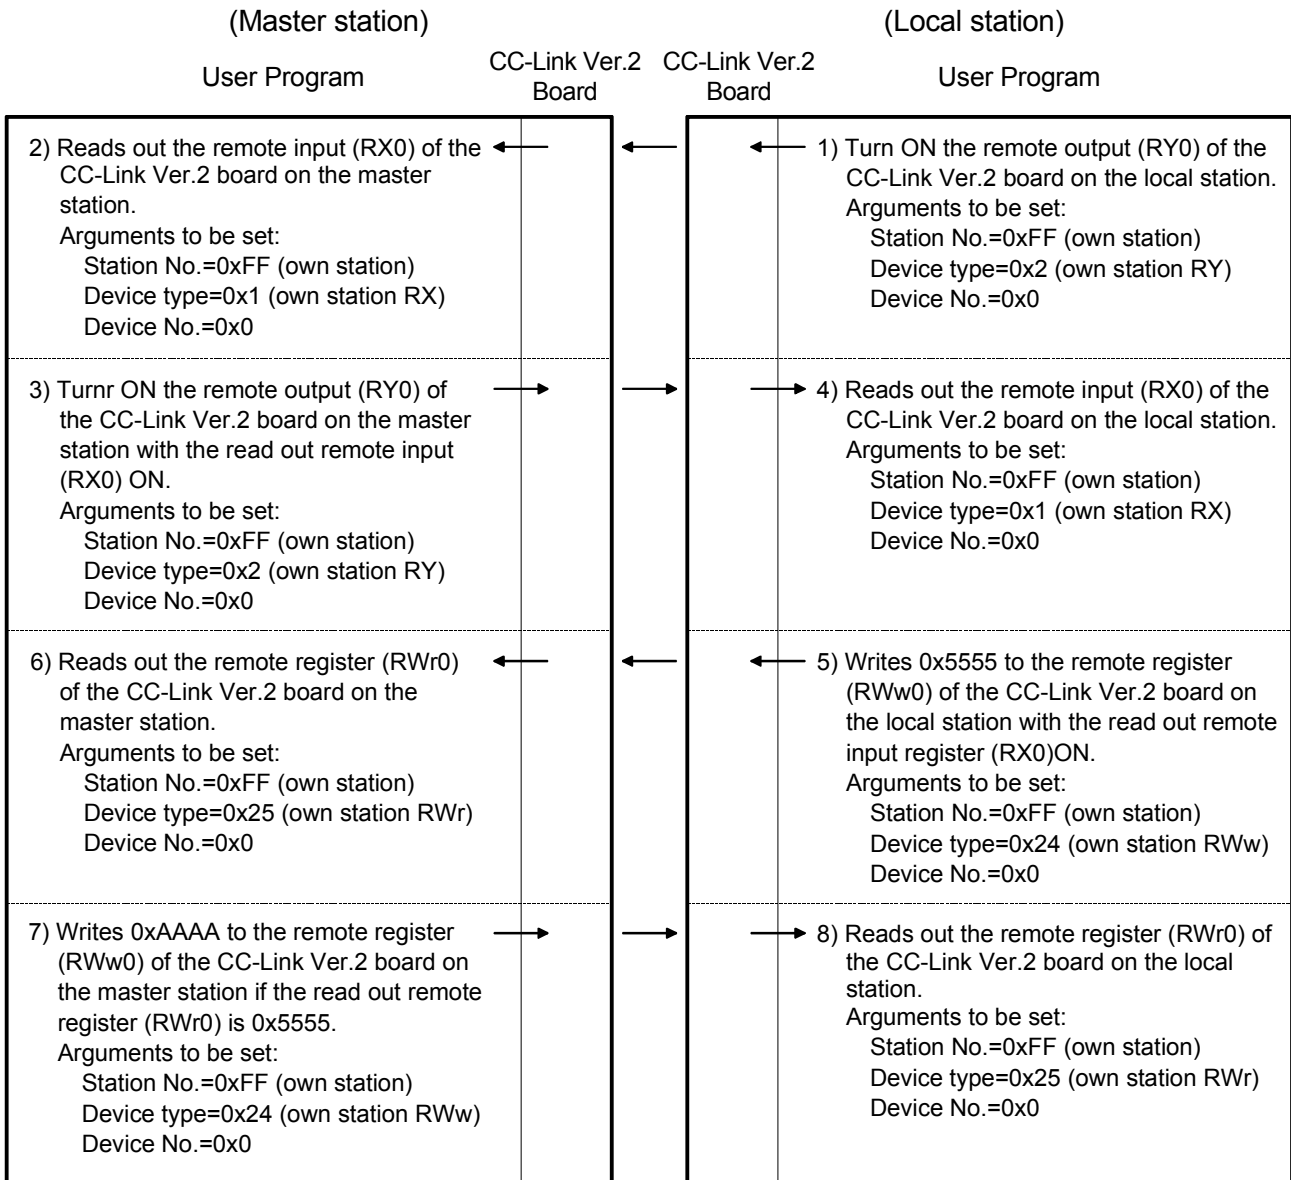 (Master station)
(Local station)
User Program
CC-Link Ver.2
Board
CC-Link Ver.2
Board
User Program
2) Reads out the remote input (RX0) of the
CC-Link Ver.2 board on the master
station.
Arguments to be set:
Station No.=0xFF (own station)
Device type=0x1 (own station RX)
Device No.=0x0
1) Turn ON the remote output (RY0) of the
CC-Link Ver.2 board on the local station.
Arguments to be set:
Station No.=0xFF (own station)
Device type=0x2 (own station RY)
Device No.=0x0
3) Turnr ON the remote output (RY0) of
the CC-Link Ver.2 board on the master
station with the read out remote input
(RX0) ON.
Arguments to be set:
Station No.=0xFF (own station)
Device type=0x2 (own station RY)
Device No.=0x0
4) Reads out the remote input (RX0) of the
CC-Link Ver.2 board on the local station.
Arguments to be set:
Station No.=0xFF (own station)
Device type=0x1 (own station RX)
Device No.=0x0
6) Reads out the remote register (RWr0)
of the CC-Link Ver.2 board on the
master station.
Arguments to be set:
Station No.=0xFF (own station)
Device type=0x25 (own station RWr)
Device No.=0x0
5) Writes 0x5555 to the remote register
(RWw0) of the CC-Link Ver.2 board on
the local station with the read out remote
input register (RX0)ON.
Arguments to be set:
Station No.=0xFF (own station)
Device type=0x24 (own station RWw)
Device No.=0x0
7) Writes 0xAAAA to the remote register
(RWw0) of the CC-Link Ver.2 board on
the master station if the read out remote
register (RWr0) is 0x5555.
Arguments to be set:
Station No.=0xFF (own station)
Device type=0x24 (own station RWw)
Device No.=0x0
8) Reads out the remote register (RWr0) of
the CC-Link Ver.2 board on the local
station.
Arguments to be set:
Station No.=0xFF (own station)
Device type=0x25 (own station RWr)
Device No.=0x0